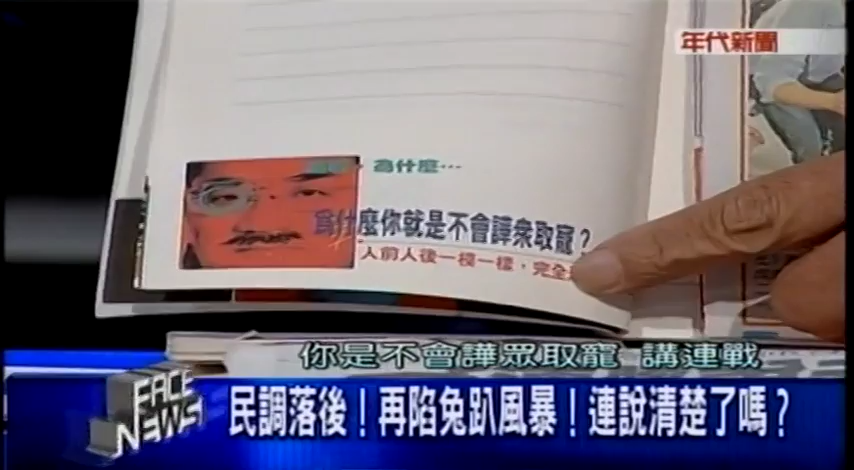 年代新聞
為什麼…
為什麼你就是不會譁衆取寵？
人前人後一模一樣，完全
你是不會譁眾取寵 講連戰
FACE NEWS
民調落後！再陷兔趴風暴！連說清楚了嗎？